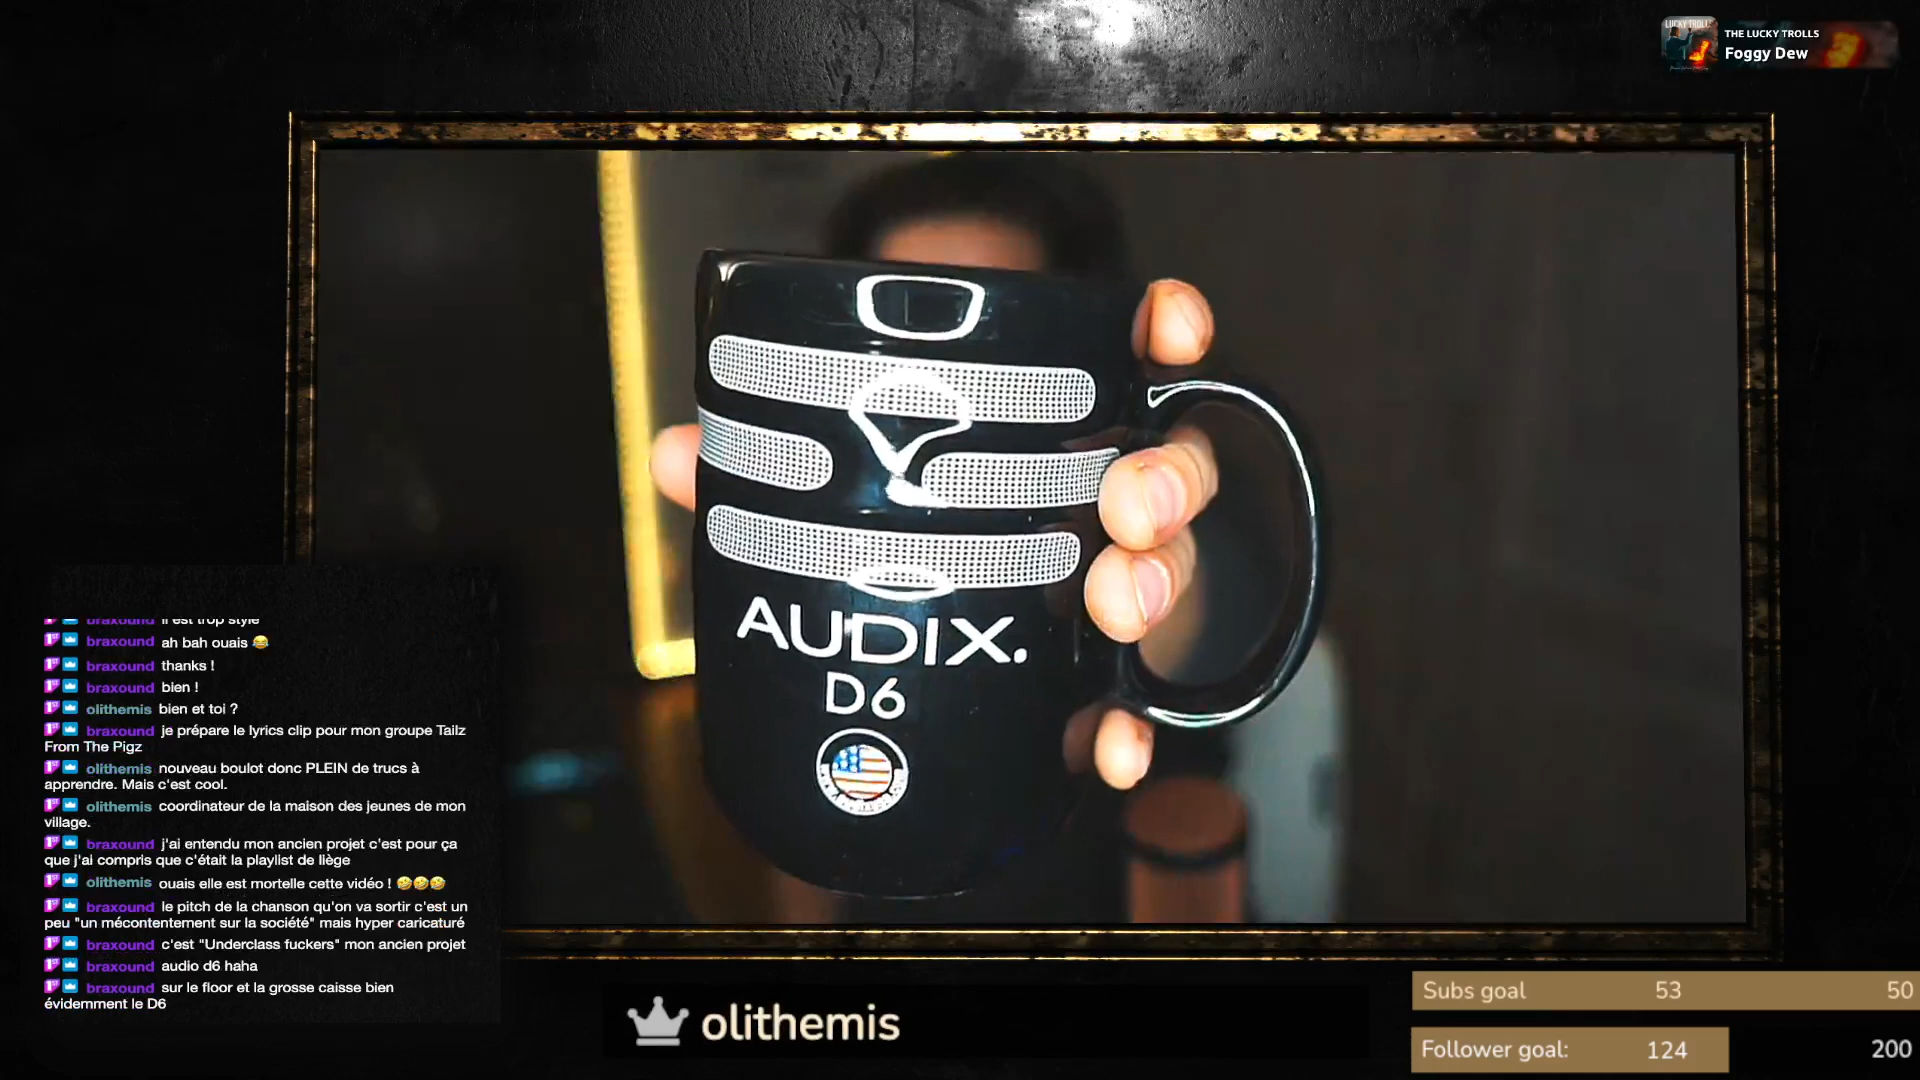 THE LUCKY TROLLS
Foggy Dew
AUDIX.
D6
braxound il est trop stylé
braxound ah bah ouais 😂
braxound thanks !
braxound bien !
olithemis bien et toi ?
braxound je prépare le lyrics clip pour mon groupe Tailz
From The Pigz
olithemis nouveau boulot donc PLEIN de trucs à
apprendre. Mais c'est cool.
olithemis coordinateur de la maison des jeunes de mon
village.
braxound j'ai entendu mon ancien projet c'est pour ça
que j'ai compris que c'était la playlist de liège
olithemis ouais elle est mortelle cette vidéo ! 🤣🤣🤣
braxound le pitch de la chanson qu'on va sortir c'est un
peu "un mécontentement sur la société" mais hyper caricaturé
braxound c'est "Underclass fuckers" mon ancien projet
braxound audio d6 haha
braxound sur le floor et la grosse caisse bien
évidemment le D6
olithemis
Subs goal 53 50
Follower goal: 124 200